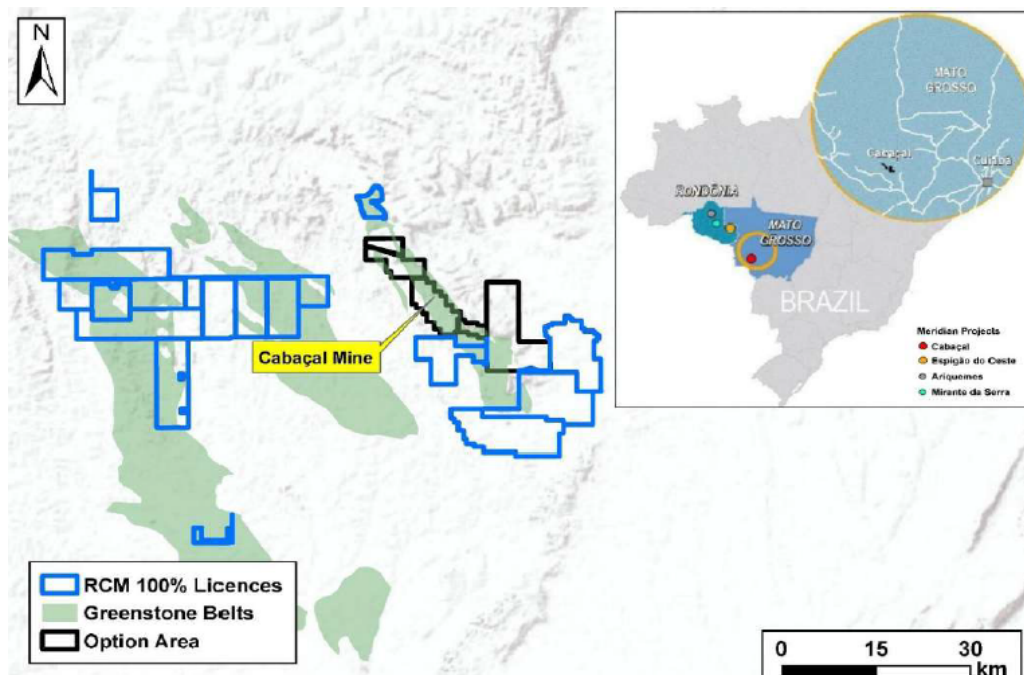 N
MATO
GROSSO
Cabaçal
Cuiabá
RONDÔNIA
MATO
GROSSO
BRAZIL
Meridian Projects
Cabaçal
Espigão do Oeste
Ariquemes
Mirante da Serra
Cabaçal Mine
RCM 100% Licences
Greenstone Belts
Option Area
0 15 30
km